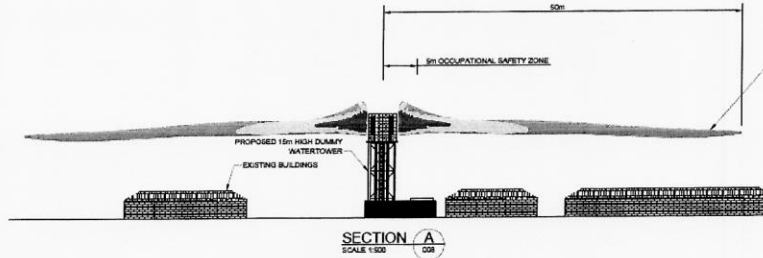 50m
5m OCCUPATIONAL SAFETY ZONE
PROPOSED 15m HIGH DUMMY
WATERTOWER
EXISTING BUILDINGS
SECTION A
SCALE 1:500 008